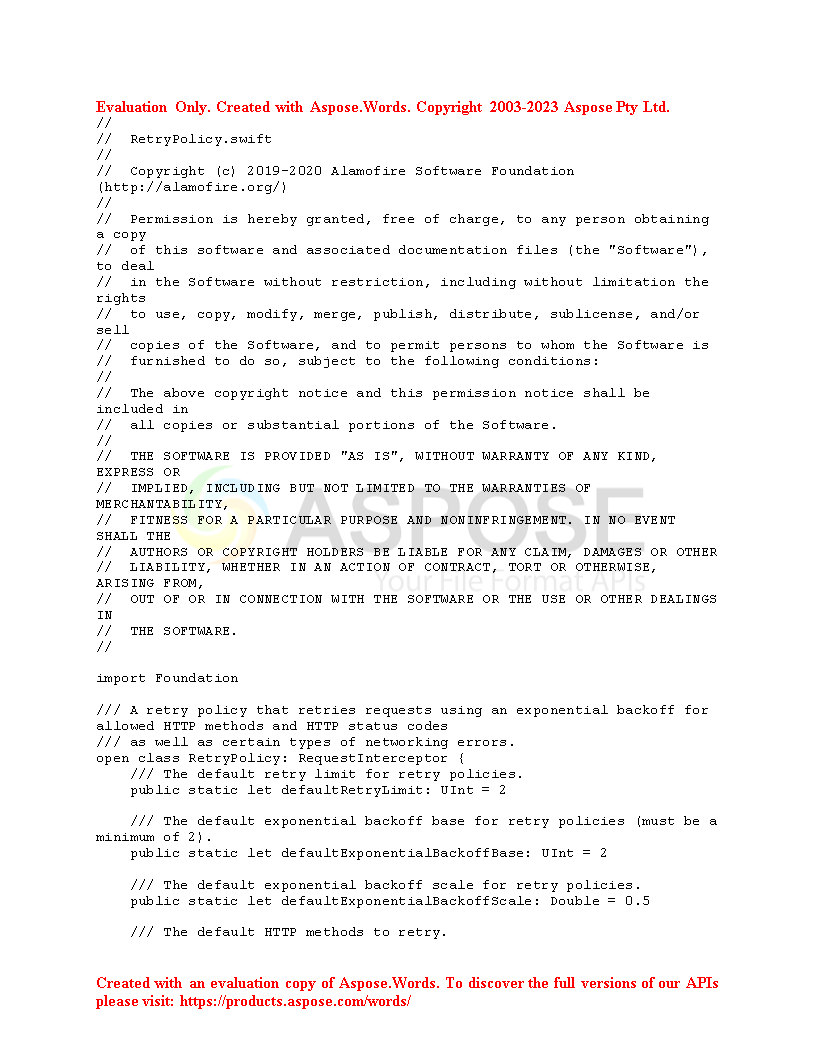 Evaluation Only. Created with Aspose.Words. Copyright 2003-2023 Aspose Pty Ltd.
//
//  RetryPolicy.swift
//
//  Copyright (c) 2019-2020 Alamofire Software Foundation
(http://alamofire.org/)
//
//  Permission is hereby granted, free of charge, to any person obtaining
a copy
//  of this software and associated documentation files (the "Software"),
to deal
//  in the Software without restriction, including without limitation the
rights
//  to use, copy, modify, merge, publish, distribute, sublicense, and/or
sell
//  copies of the Software, and to permit persons to whom the Software is
//  furnished to do so, subject to the following conditions:
//
//  The above copyright notice and this permission notice shall be
included in
//  all copies or substantial portions of the Software.
//
//  THE SOFTWARE IS PROVIDED "AS IS", WITHOUT WARRANTY OF ANY KIND,
EXPRESS OR
//  IMPLIED, INCLUDING BUT NOT LIMITED TO THE WARRANTIES OF
MERCHANTABILITY,
//  FITNESS FOR A PARTICULAR PURPOSE AND NONINFRINGEMENT. IN NO EVENT
SHALL THE
//  AUTHORS OR COPYRIGHT HOLDERS BE LIABLE FOR ANY CLAIM, DAMAGES OR OTHER
//  LIABILITY, WHETHER IN AN ACTION OF CONTRACT, TORT OR OTHERWISE,
ARISING FROM,
//  OUT OF OR IN CONNECTION WITH THE SOFTWARE OR THE USE OR OTHER DEALINGS
IN
//  THE SOFTWARE.
//
ASPOSE
Your File Format APIs

import Foundation

/// A retry policy that retries requests using an exponential backoff for
allowed HTTP methods and HTTP status codes
/// as well as certain types of networking errors.
open class RetryPolicy: RequestInterceptor {
    /// The default retry limit for retry policies.
    public static let defaultRetryLimit: UInt = 2

    /// The default exponential backoff base for retry policies (must be a
minimum of 2).
    public static let defaultExponentialBackoffBase: UInt = 2

    /// The default exponential backoff scale for retry policies.
    public static let defaultExponentialBackoffScale: Double = 0.5

    /// The default HTTP methods to retry.

Created with an evaluation copy of Aspose.Words. To discover the full versions of our APIs
please visit: https://products.aspose.com/words/